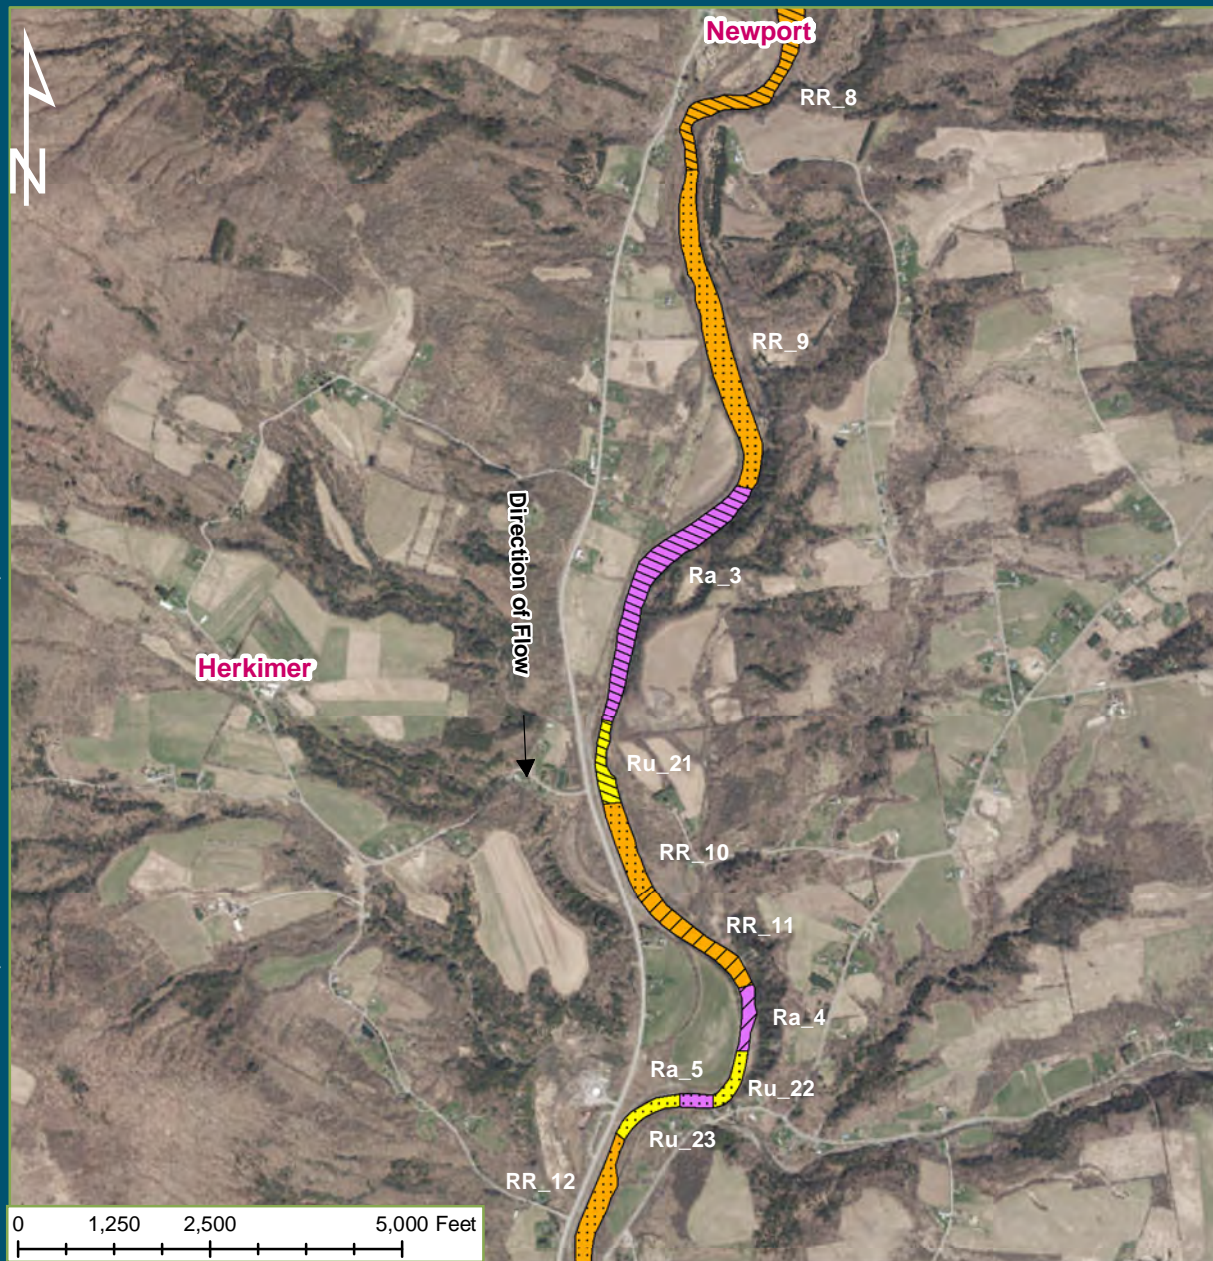 Newport
RR_8
N
RR_9
Direction of Flow
Ra_3
Herkimer
Ru_21
RR_10
RR_11
Ra_4
Ra_5
Ru_22
Ru_23
RR_12
0 1,250 2,500 5,000 Feet